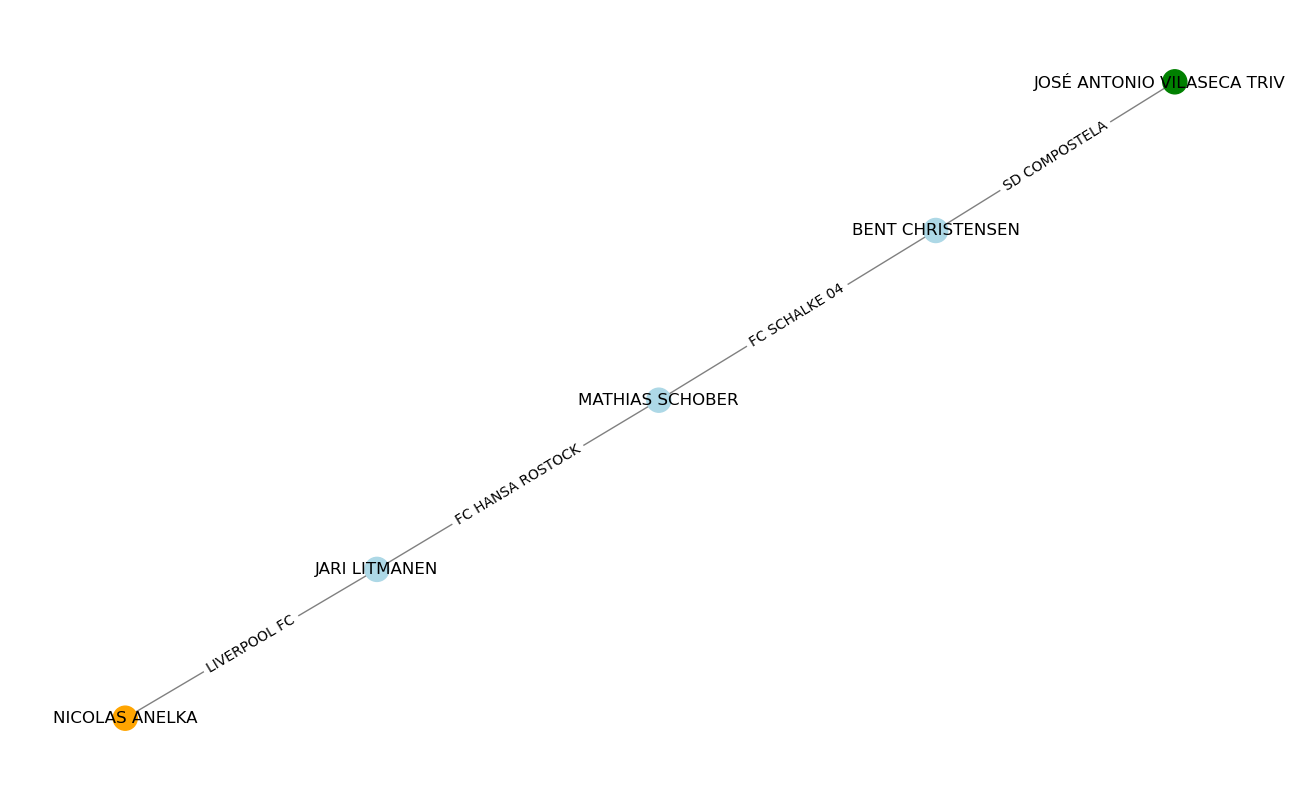 JOSÉ ANTONIO VILASECA TRIV
SD COMPOSTELA
BENT CHRISTENSEN
FC SCHALKE 04
MATHIAS SCHOBER
FC HANSA ROSTOCK
JARI LITMANEN
LIVERPOOL FC
NICOLAS ANELKA